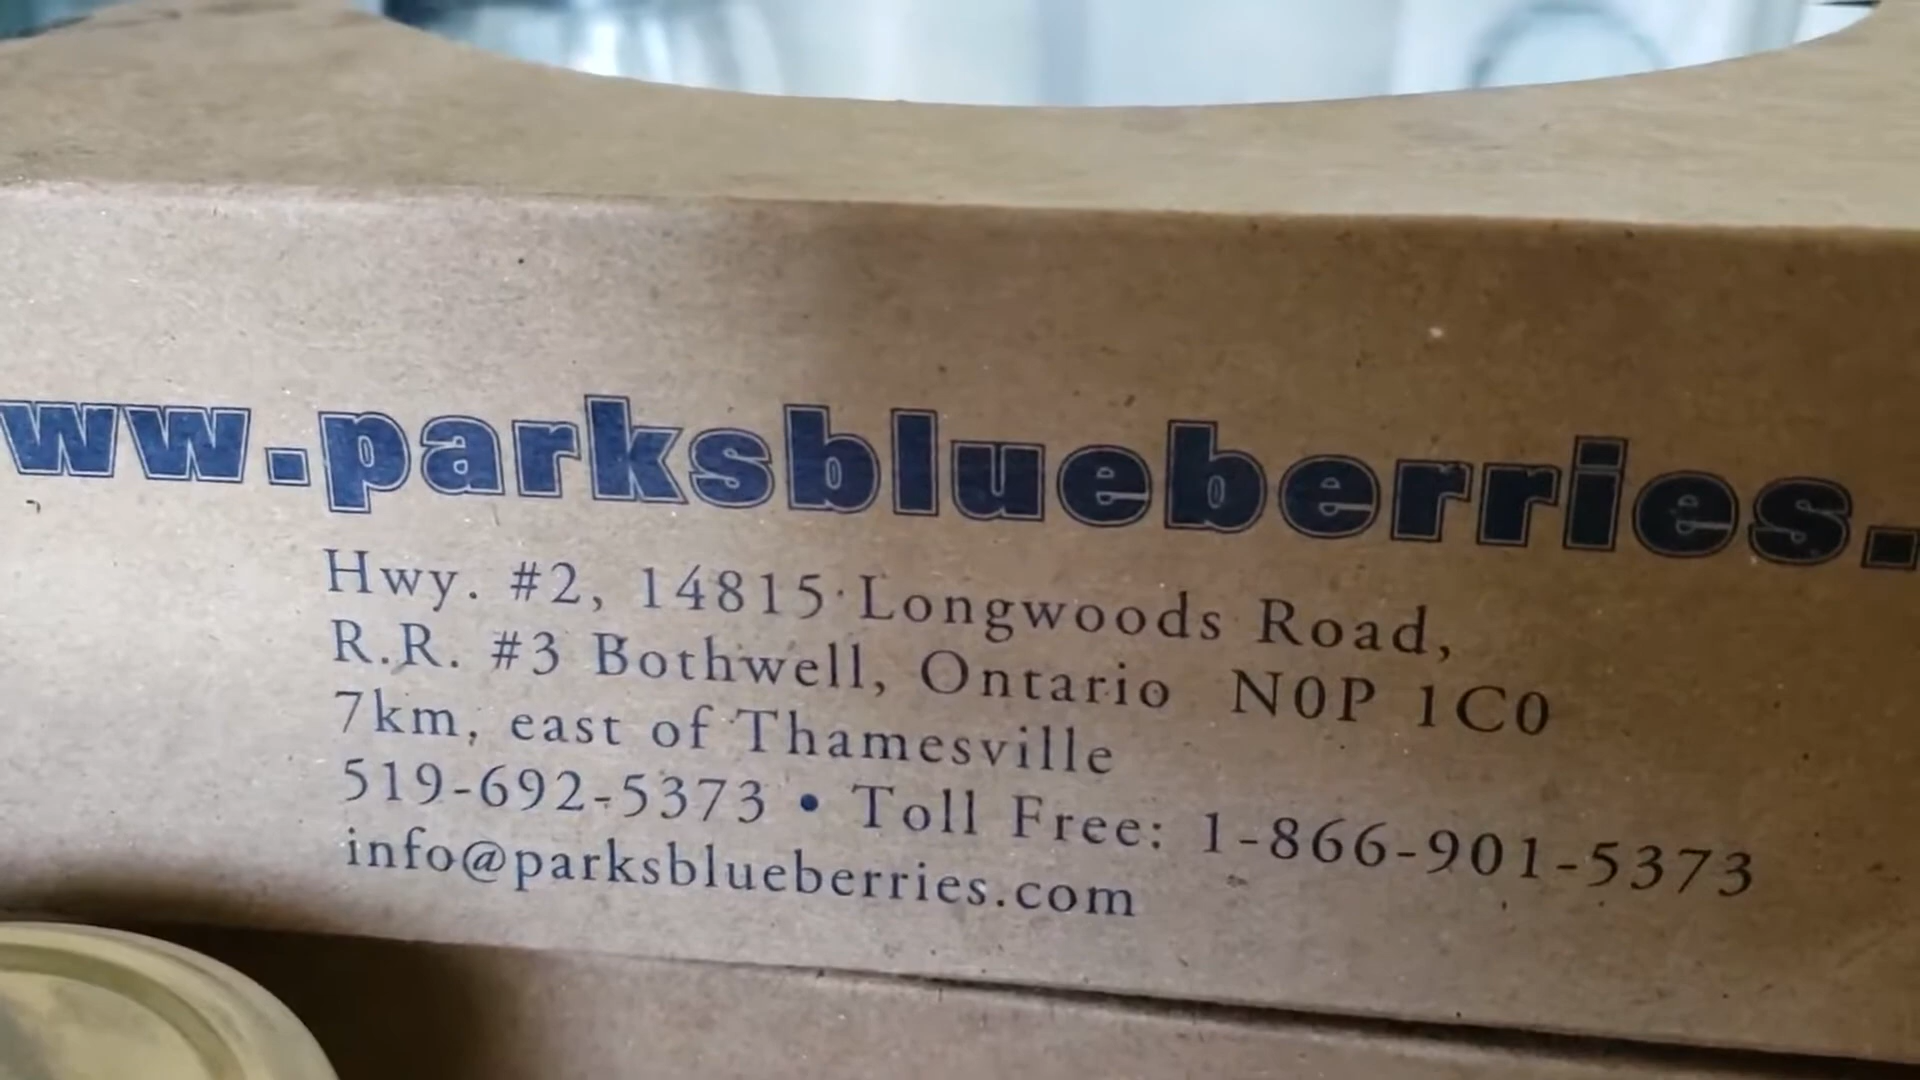 ww.parksblueberries.
Hwy. #2, 14815 Longwoods Road,
R.R. #3 Bothwell, Ontario N0P 1C0
7km, east of Thamesville
519-692-5373 • Toll Free: 1-866-901-5373
info@parksblueberries.com